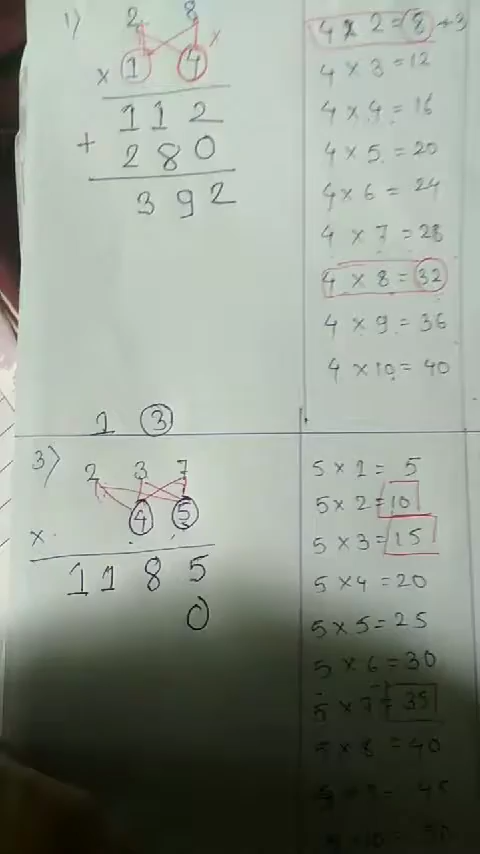 1)
2 8
x
x 1 4
1 1 2
+ 2 8 0
3 9 2
4 x 2 = 8 +3
4 x 3 = 12
4 x 4 = 16
4 x 5 = 20
4 x 6 = 24
4 x 7 = 28
4 x 8 = 32
4 x 9 = 36
4 x 10 = 40
1 3
3)
2 3 7
x 4 5
1 1 8 5
0
5 x 1 = 5
5 x 2 = 10
5 x 3 = 15
5 x 4 = 20
5 x 5 = 25
5 x 6 = 30
5 x 7 = 35
5 x 8 = 40